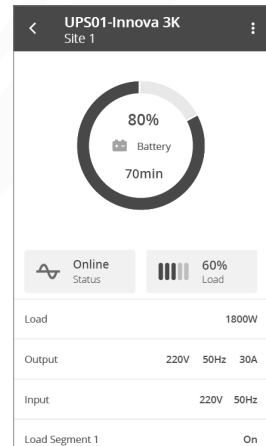 UPS01-Innova 3K
Site 1
80%
Battery
70min
Online
Status
60%
Load
Load 1800W
Output 220V 50Hz 30A
Input 220V 50Hz
Load Segment 1 On